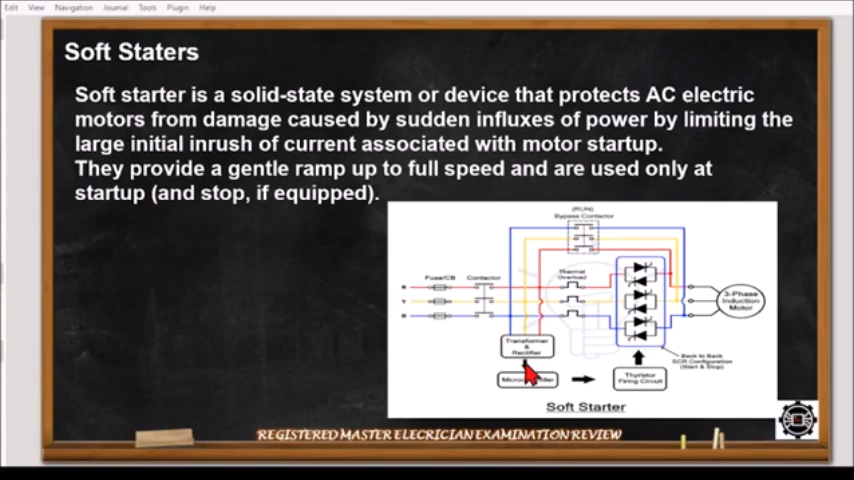 Edit View Navigation Journal Tools Plugin Help
Soft Staters
Soft starter is a solid-state system or device that protects AC electric
motors from damage caused by sudden influxes of power by limiting the
large initial inrush of current associated with motor startup.
They provide a gentle ramp up to full speed and are used only at
startup (and stop, if equipped).
(RUN)
Bypass Contactor
Fuse/CB
Contactor
Thermal
Overload
R
Y
B
3-Phase
Induction
Motor
Transformer
&
Rectifier
Back to Back
SCR Configuration
(Start & Stop)
Thyristor
Firing Circuit
Soft Starter
REGISTERED MASTER ELECRICIAN EXAMINATION REVIEW